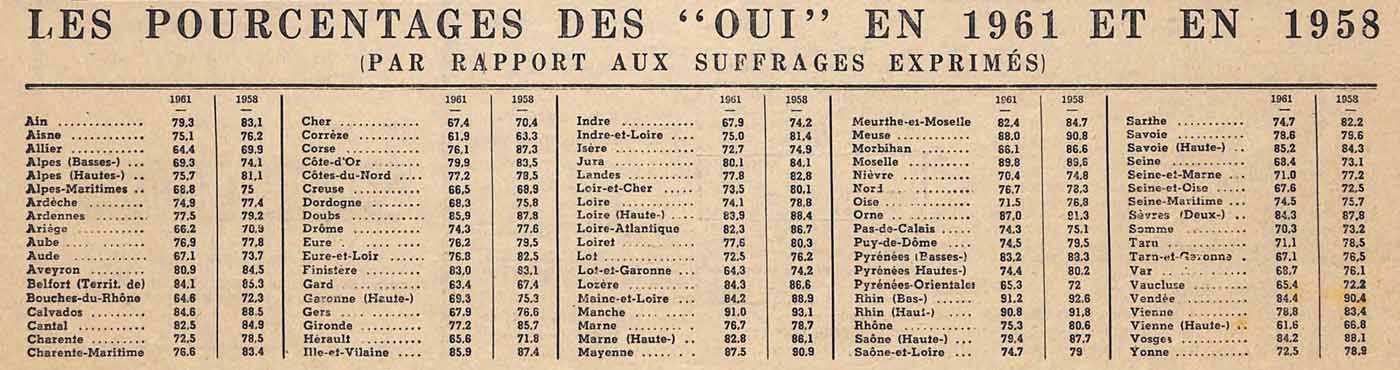 LES POURCENTAGES DES "OUI" EN 1961 ET EN 1958
(PAR RAPPORT AUX SUFFRAGES EXPRIMÉS)
1961 1958
Ain ............ 79,3 83,1
Aisne ............ 75,1 76,2
Allier ............ 64,4 69,9
Alpes (Basses-) ... 69,3 74,1
Alpes (Hautes-) ... 75,7 81,1
Alpes-Maritimes .. 68,8 75
Ardèche .......... 74,9 77,4
Ardennes ......... 77,5 79,2
Ariège ........... 66,2 70,9
Aube ............ 76,9 77,8
Aude ............ 67,1 73,7
Aveyron .......... 80,9 84,5
Belfort (Territ. de) 84,1 85,3
Bouches-du-Rhône 64,6 72,3
Calvados ......... 84,6 88,5
Cantal ........... 82,5 84,9
Charente ......... 72,5 78,5
Charente-Maritime 76,6 83,4
1961 1958
Cher ............ 67,4 70,4
Corrèze .......... 61,9 63,3
Corse ............ 76,1 87,3
Côte-d'Or ........ 79,9 83,5
Côtes-du-Nord .... 77,2 78,5
Creuse ........... 66,5 68,9
Dordogne ......... 68,3 75,8
Doubs ............ 85,9 87,8
Drôme ............ 74,3 77,6
Eure ............ 76,2 79,5
Eure-et-Loir ...... 76,8 82,5
Finistère ......... 83,0 83,1
Gard ............ 63,4 67,4
Garonne (Haute-) 69,3 75,3
Gers ............ 67,9 76,6
Gironde .......... 77,2 85,7
Hérault .......... 65,6 71,8
Ille-et-Vilaine .... 85,9 87,4
1961 1958
Indre ............ 67,9 74,2
Indre-et-Loire .... 75,0 81,4
Isère ............ 72,7 74,9
Jura ............ 80,1 84,1
Landes ........... 77,8 82,8
Loir-et-Cher ...... 73,5 80,1
Loire ............ 74,1 78,8
Loire (Haute-) .... 83,9 88,4
Loire-Atlantique 82,3 86,7
Loiret ........... 77,6 80,3
Lot ............ 72,5 76,2
Lot-et-Garonne ... 64,3 74,2
Lozère ........... 84,3 86,6
Maine-et-Loire .... 84,2 88,9
Manche ........... 91,0 93,1
Marne ............ 76,7 78,7
Marne (Haute-) .. 82,8 86,1
Mayenne .......... 87,5 90,9
1961 1958
Meurthe-et-Moselle 82,4 84,7
Meuse ............ 88,0 90,8
Morbihan ......... 86,1 86,6
Moselle .......... 89,8 89,6
Nièvre ........... 70,4 74,8
Nord ............ 76,7 78,3
Oise ............ 71,5 76,8
Orne ............ 87,0 91,3
Pas-de-Calais ..... 74,3 75,1
Puy-de-Dôme ...... 74,5 79,5
Pyrénées (Basses-) 83,2 88,3
Pyrénées Hautes-) 74,4 80,2
Pyrénées-Orientales 65,3 72
Rhin (Bas-) ...... 91,2 92,6
Rhin (Haut-) ..... 90,8 91,8
Rhône ............ 75,3 80,6
Saône (Haute-) ... 79,4 87,7
Saône-et-Loire .... 74,7 79
1961 1958
Sarthe ........... 74,7 82,2
Savoie ........... 78,6 79,6
Savoie (Haute-) .. 85,2 84,3
Seine ............ 68,4 73,1
Seine-et-Marne ... 71,0 77,2
Seine-et-Oise ..... 67,6 72,5
Seine-Maritime ... 74,5 75,7
Sèvres (Deux-) .. 84,3 87,8
Somme ........... 70,3 73,2
Tarn ............ 71,1 78,5
Tarn-et-Garonne . 67,1 76,5
Var ............ 68,7 76,1
Vaucluse ......... 65,4 72,2
Vendée ........... 84,4 90,4
Vienne ........... 78,8 83,4
Vienne (Haute-) 61,6 66,8
Vosges ........... 84,2 88,1
Yonne ............ 72,5 78,9